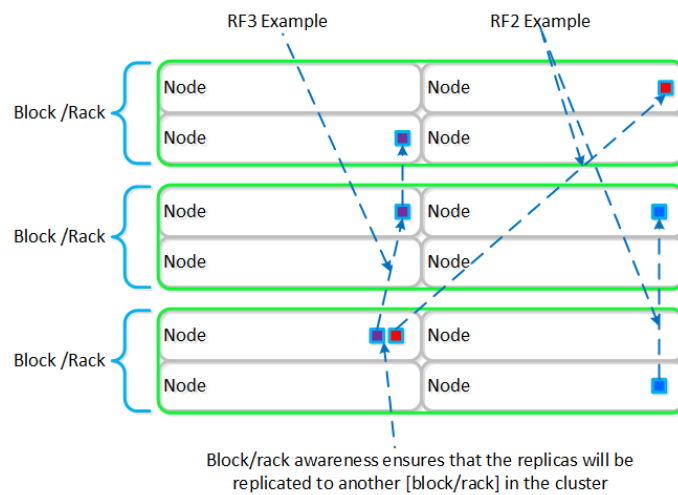 RF3 Example
RF2 Example
Block /Rack
Node
Node
Node
Node
Block /Rack
Node
Node
Node
Node
Block /Rack
Node
Node
Node
Node
Block/rack awareness ensures that the replicas will be
replicated to another [block/rack] in the cluster